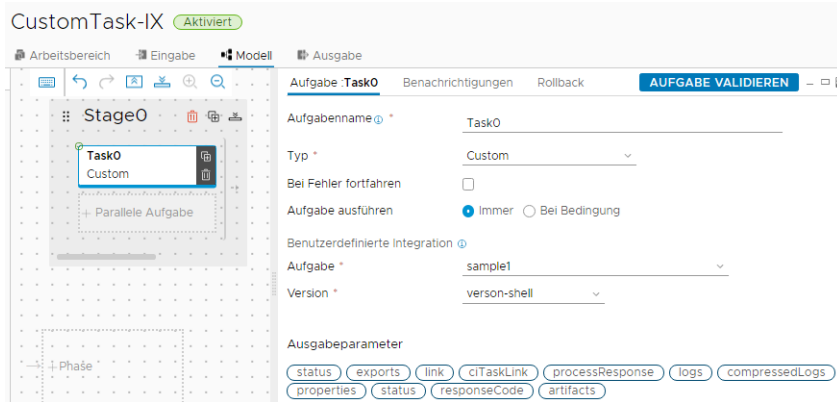 CustomTask-IX Aktiviert
Arbeitsbereich Eingabe Modell Ausgabe
Aufgabe :Task0 Benachrichtigungen Rollback AUFGABE VALIDIEREN
Stage0
Task0
Custom
+ Parallele Aufgabe
+ Phase
Aufgabenname *
Task0
Typ *
Custom
Bei Fehler fortfahren
Aufgabe ausführen
Immer Bei Bedingung
Benutzerdefinierte Integration
Aufgabe *
sample1
Version *
verson-shell
Ausgabeparameter
status exports link ciTaskLink processResponse logs compressedLogs
properties status responseCode artifacts